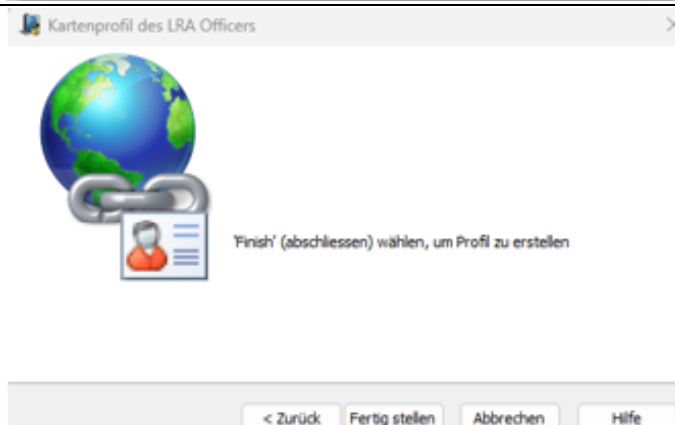 Kartenprofil des LRA Officers
'Finish' (abschliessen) wählen, um Profil zu erstellen
< Zurück Fertig stellen Abbrechen Hilfe